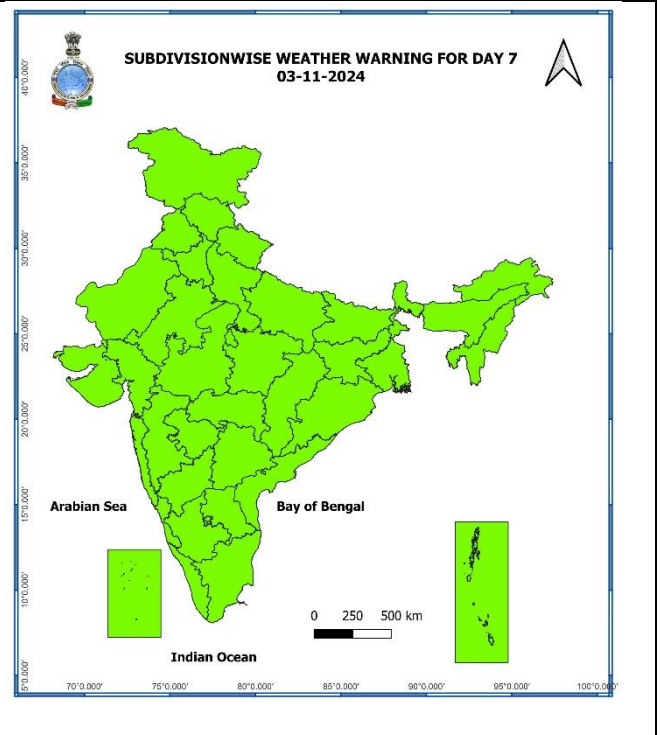 SUBDIVISIONWISE WEATHER WARNING FOR DAY 7
03-11-2024
40°0.000'
35°0.000'
30°0.000'
25°0.000'
20°0.000'
15°0.000'
10°0.000'
5°0.000'
Arabian Sea
Bay of Bengal
0 250 500 km
Indian Ocean
70°0.000' 75°0.000' 80°0.000' 85°0.000' 90°0.000' 95°0.000' 100°0.000'